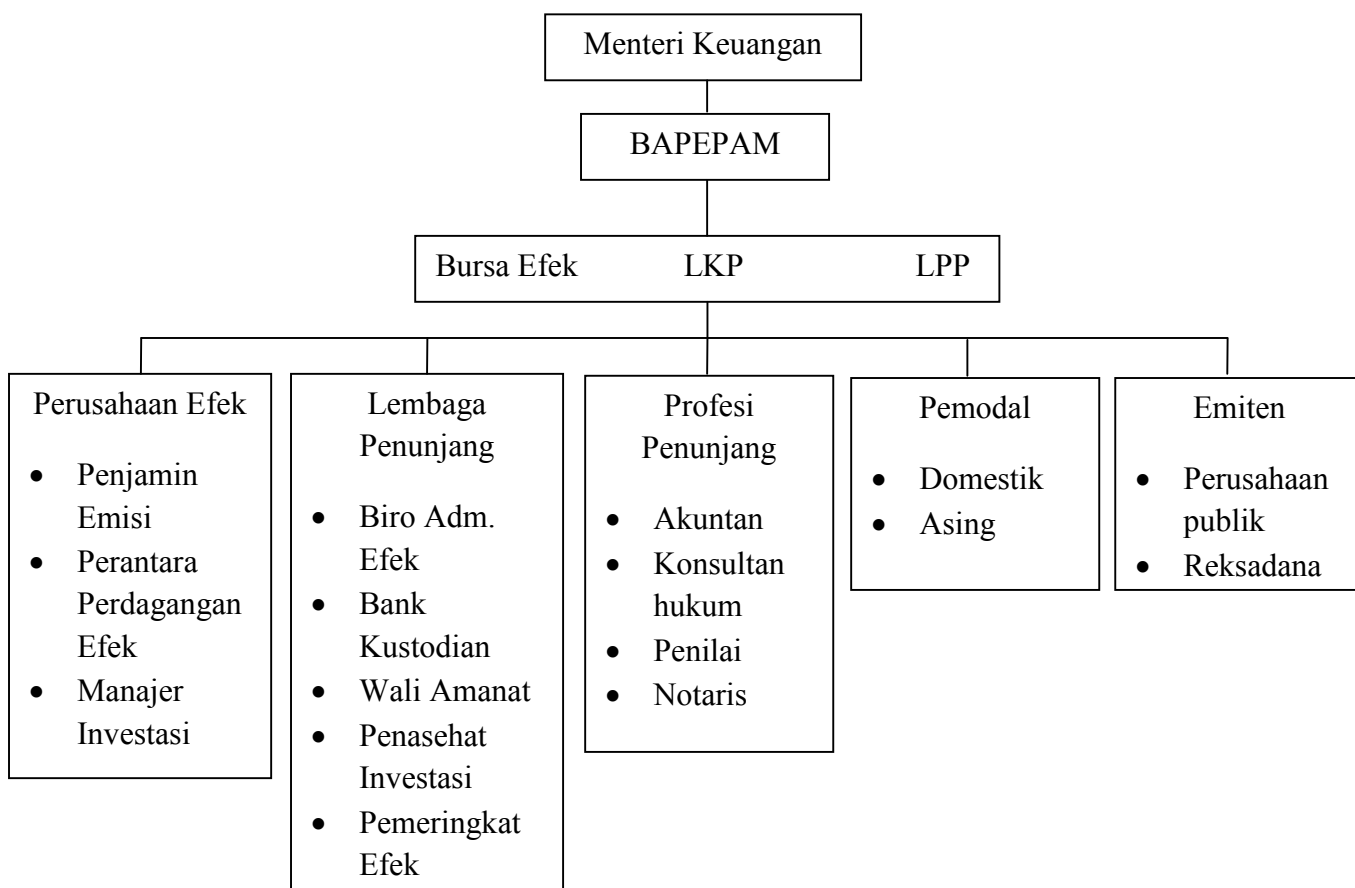 Menteri Keuangan
BAPEPAM
Bursa Efek LKP LPP
Perusahaan Efek
• Penjamin
Emisi
• Perantara
Perdagangan
Efek
• Manajer
Investasi
Lembaga
Penunjang
• Biro Adm.
Efek
• Bank
Kustodian
• Wali Amanat
• Penasehat
Investasi
• Pemeringkat
Efek
Profesi
Penunjang
• Akuntan
• Konsultan
hukum
• Penilai
• Notaris
Pemodal
• Domestik
• Asing
Emiten
• Perusahaan
publik
• Reksadana